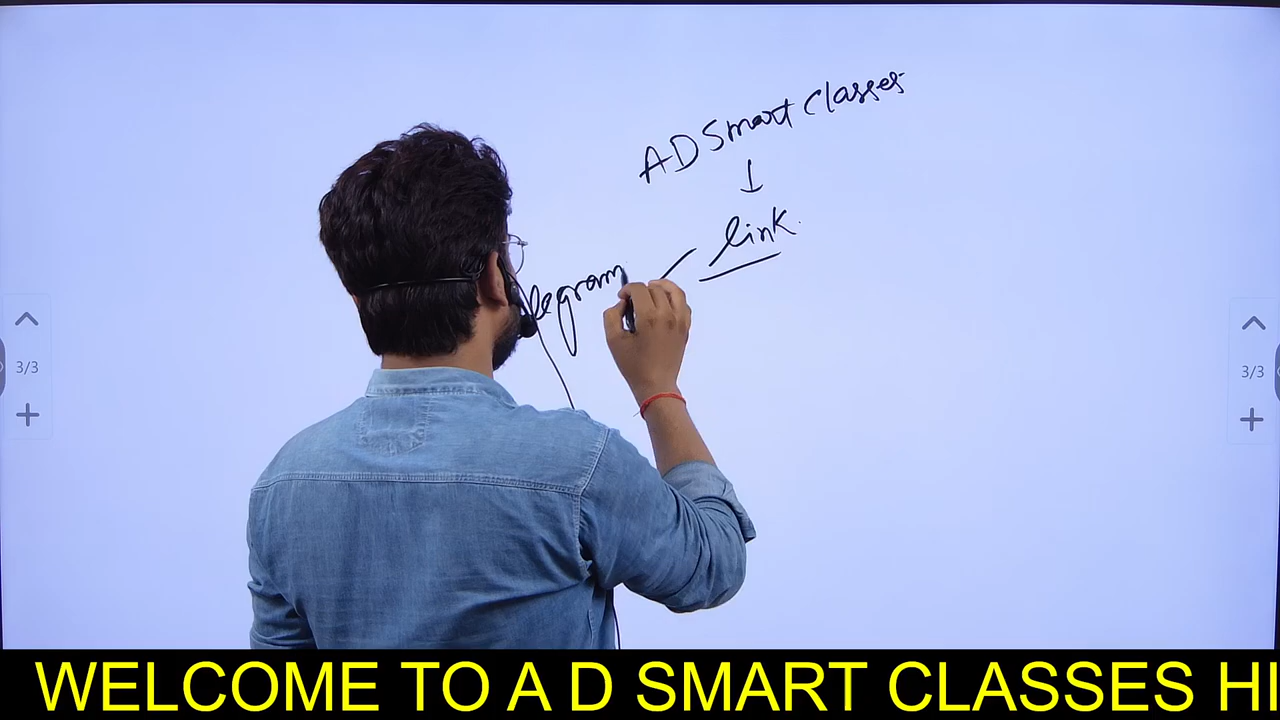 AD Smart Classes
link.
legram
3/3
3/3
WELCOME TO A D SMART CLASSES HI